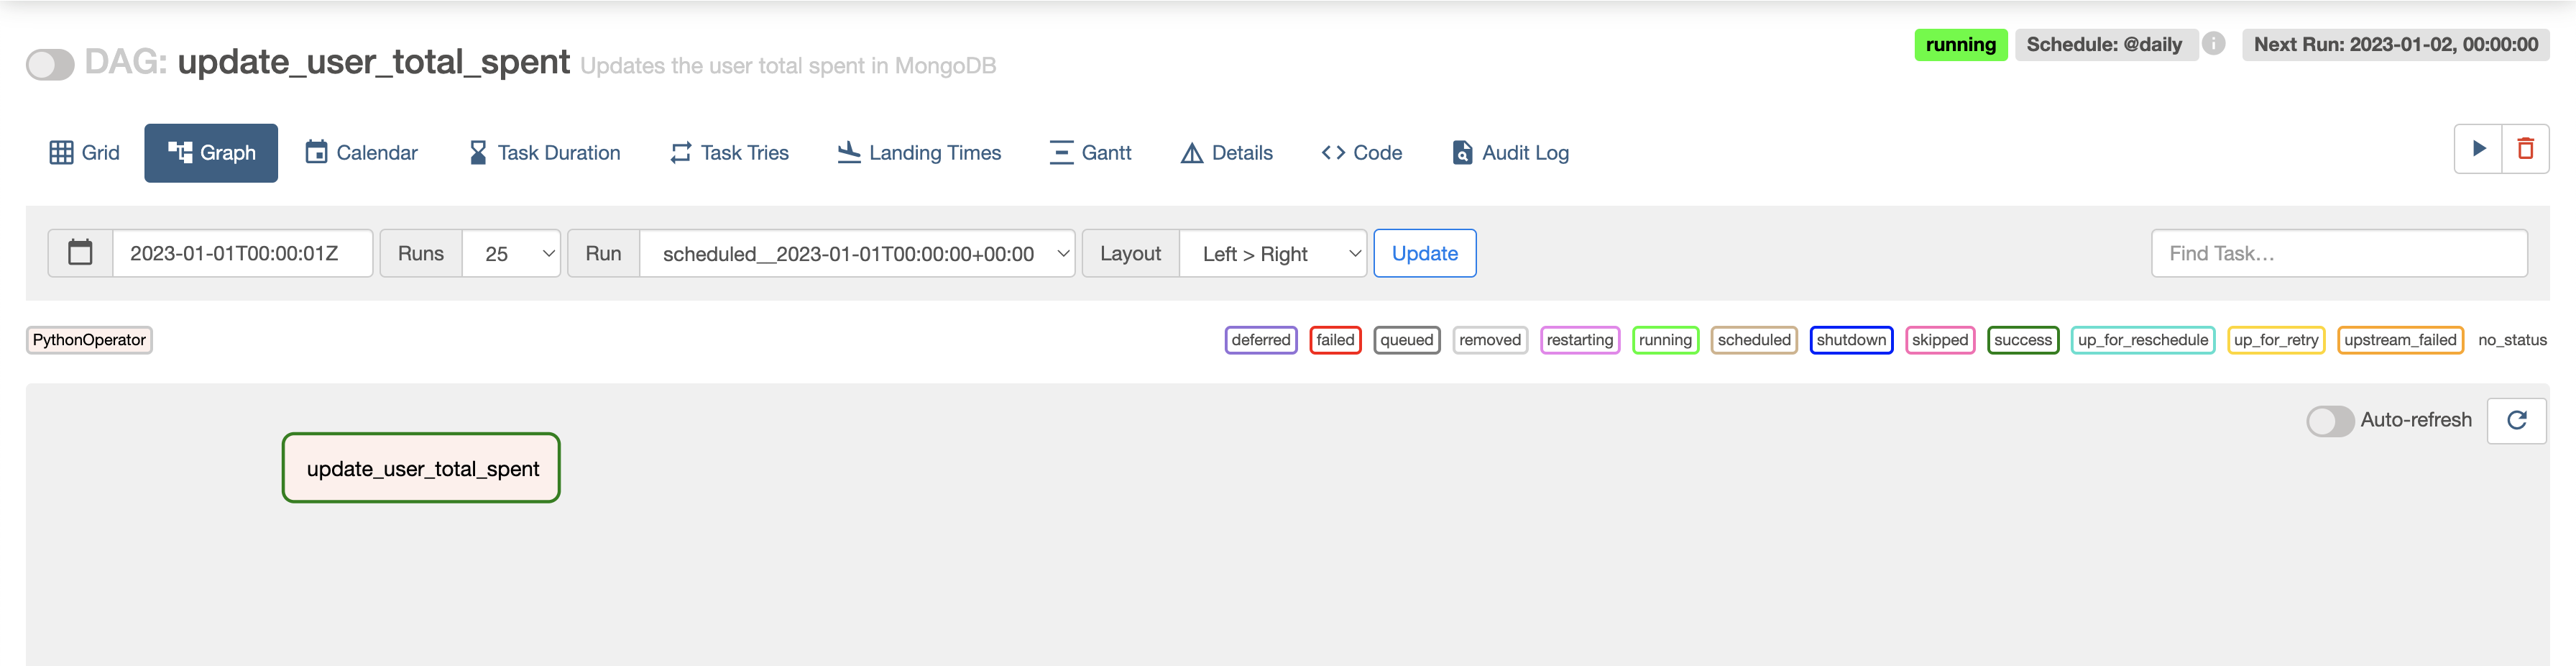 DAG: update_user_total_spent Updates the user total spent in MongoDB
running Schedule: @daily i Next Run: 2023-01-02, 00:00:00
Grid Graph Calendar Task Duration Task Tries Landing Times Gantt Details Code Audit Log
2023-01-01T00:00:01Z Runs 25 Run scheduled__2023-01-01T00:00:00+00:00 Layout Left > Right Update Find Task...
PythonOperator deferred failed queued removed restarting running scheduled shutdown skipped success up_for_reschedule up_for_retry upstream_failed no_status
Auto-refresh
update_user_total_spent